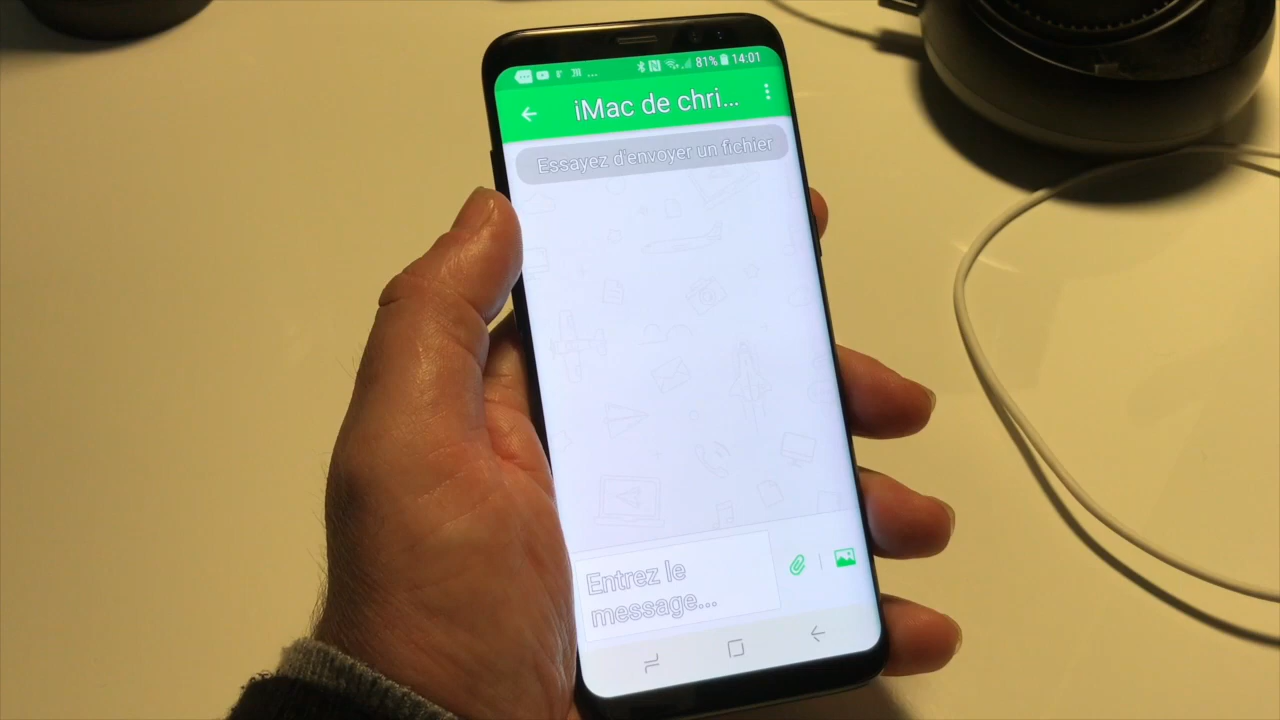 81% 14:01
iMac de chri...
Essayez d'envoyer un fichier
Entrez le
message...